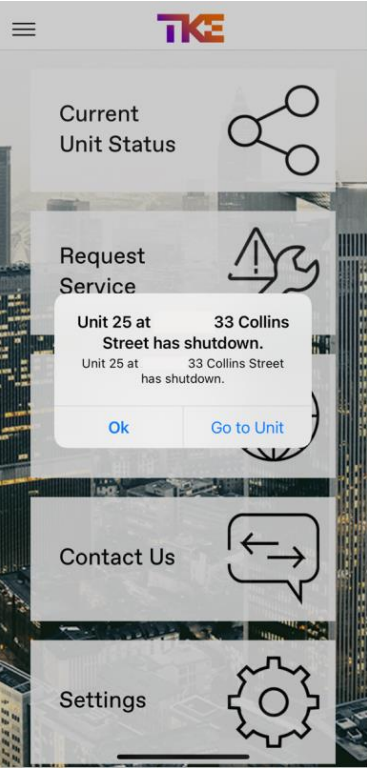 TKE
Current
Unit Status
Request
Service
Unit 25 at 33 Collins
Street has shutdown.
Unit 25 at 33 Collins Street
has shutdown.
Ok
Go to Unit
Contact Us
Settings